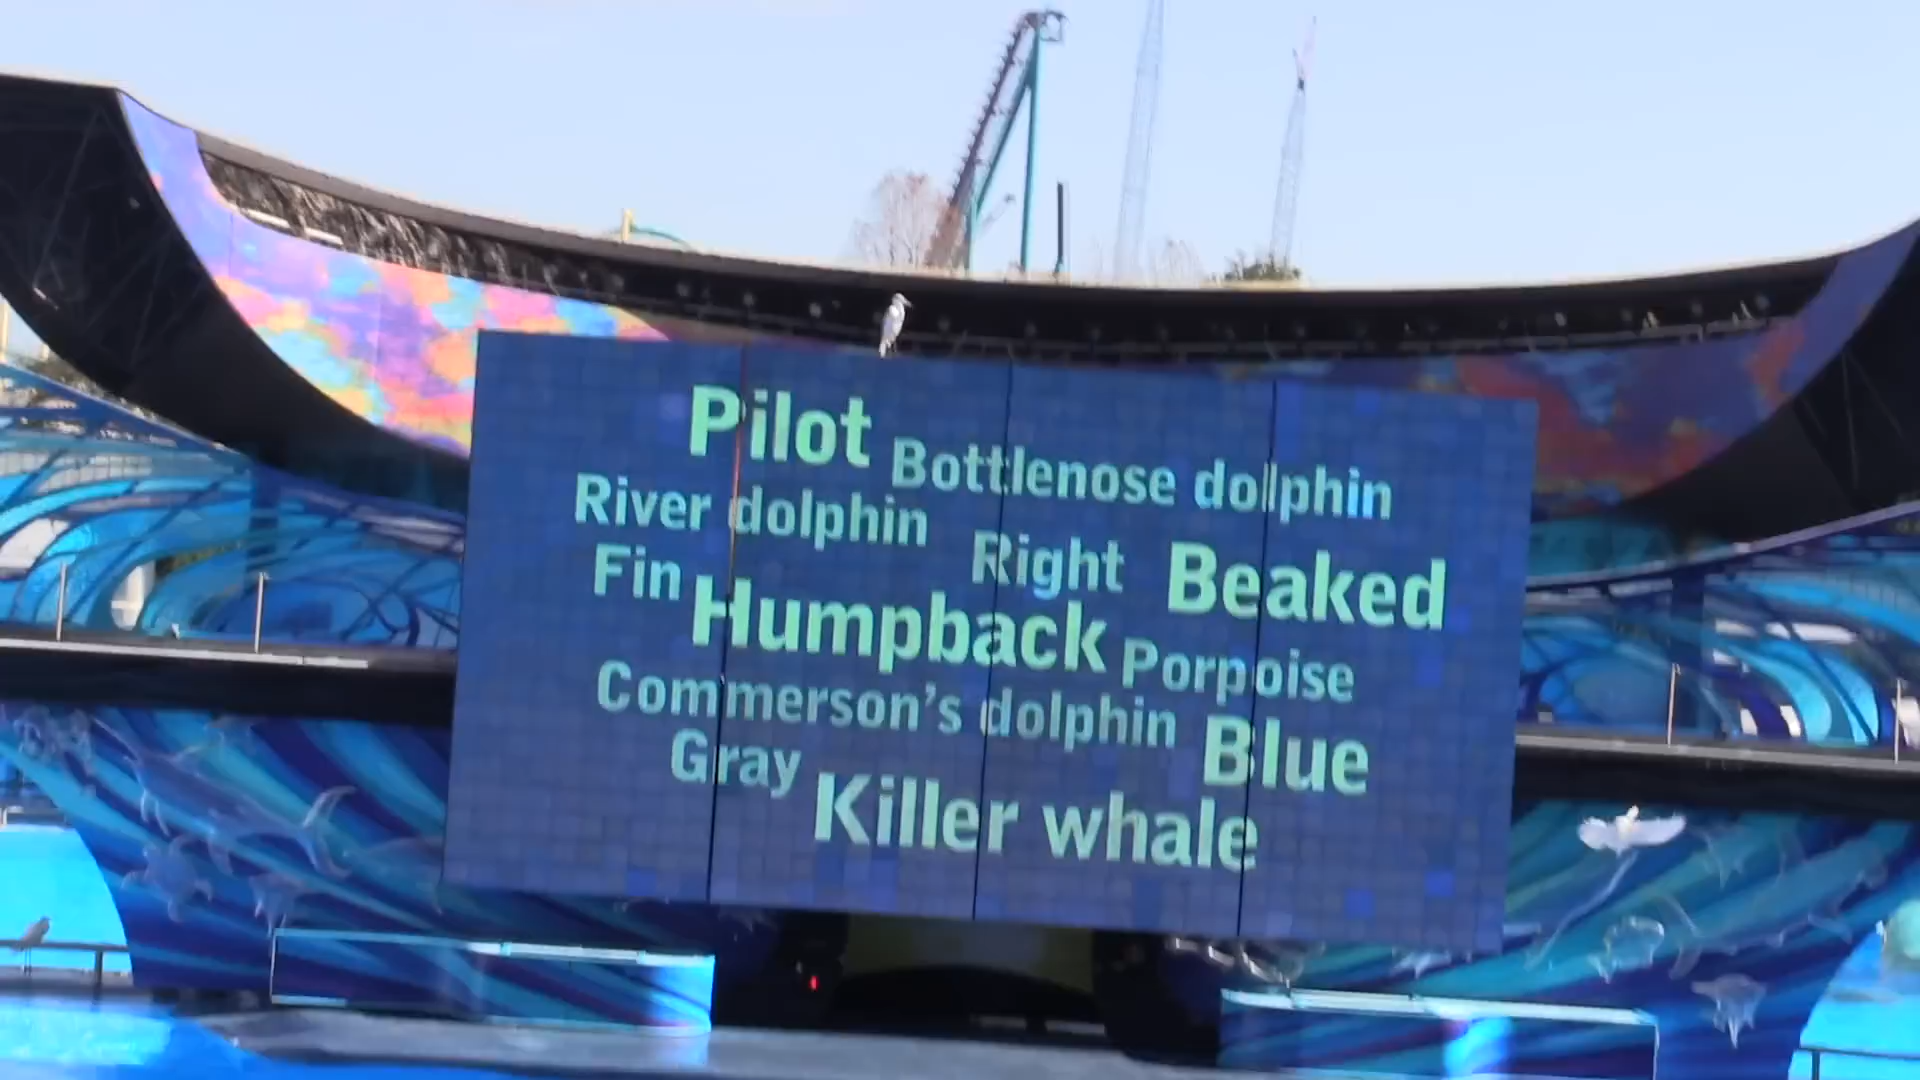 Pilot Bottlenose dolphin
River dolphin Right Beaked
Fin Humpback Porpoise
Commerson's dolphin Blue
Gray Killer whale